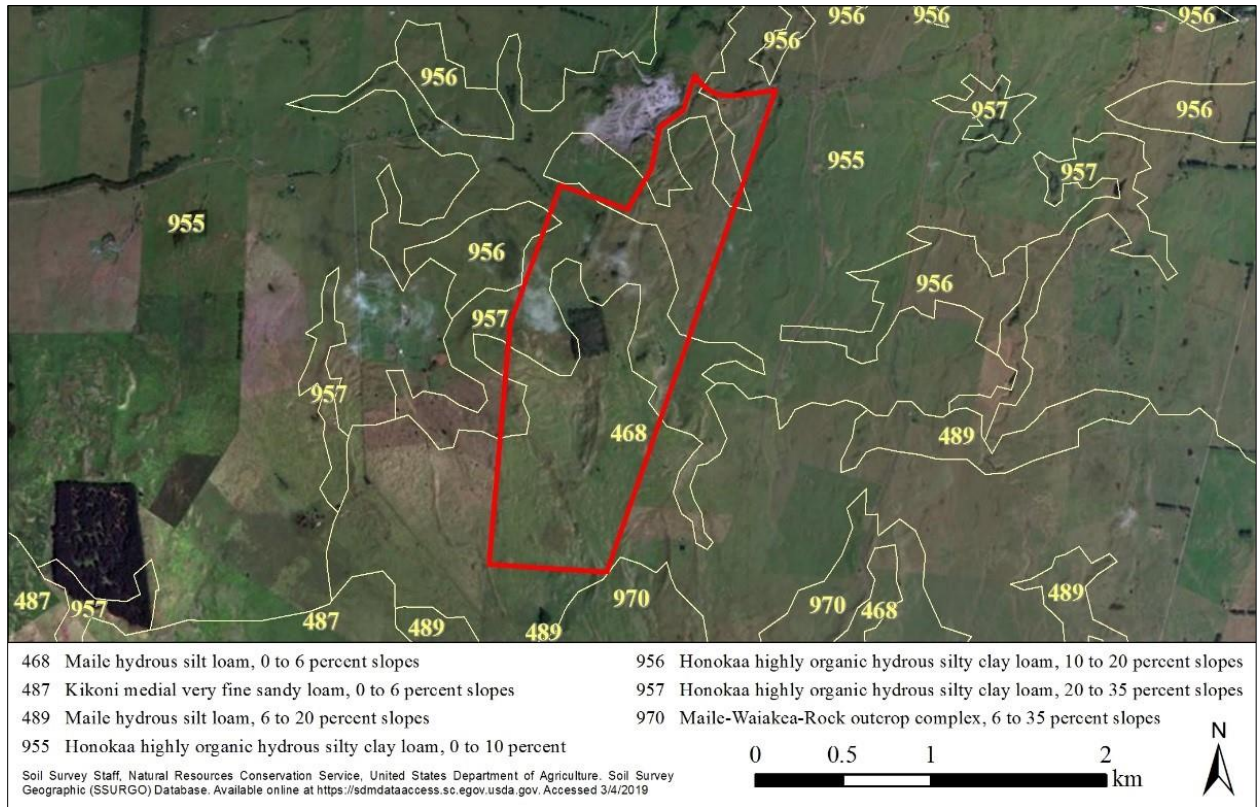 956 956 956
956
956
957
956
955
957
955
956
956
957
957
468
489
487
957
487
489
489
970
970
468
489
468 Maile hydrous silt loam, 0 to 6 percent slopes
487 Kikoni medial very fine sandy loam, 0 to 6 percent slopes
489 Maile hydrous silt loam, 6 to 20 percent slopes
955 Honokaa highly organic hydrous silty clay loam, 0 to 10 percent
956 Honokaa highly organic hydrous silty clay loam, 10 to 20 percent slopes
957 Honokaa highly organic hydrous silty clay loam, 20 to 35 percent slopes
970 Maile-Waiakea-Rock outcrop complex, 6 to 35 percent slopes
Soil Survey Staff, Natural Resources Conservation Service, United States Department of Agriculture. Soil Survey
Geographic (SSURGO) Database. Available online at https://sdmdataaccess.sc.egov.usda.gov. Accessed 3/4/2019
0 0.5 1 2
km
N